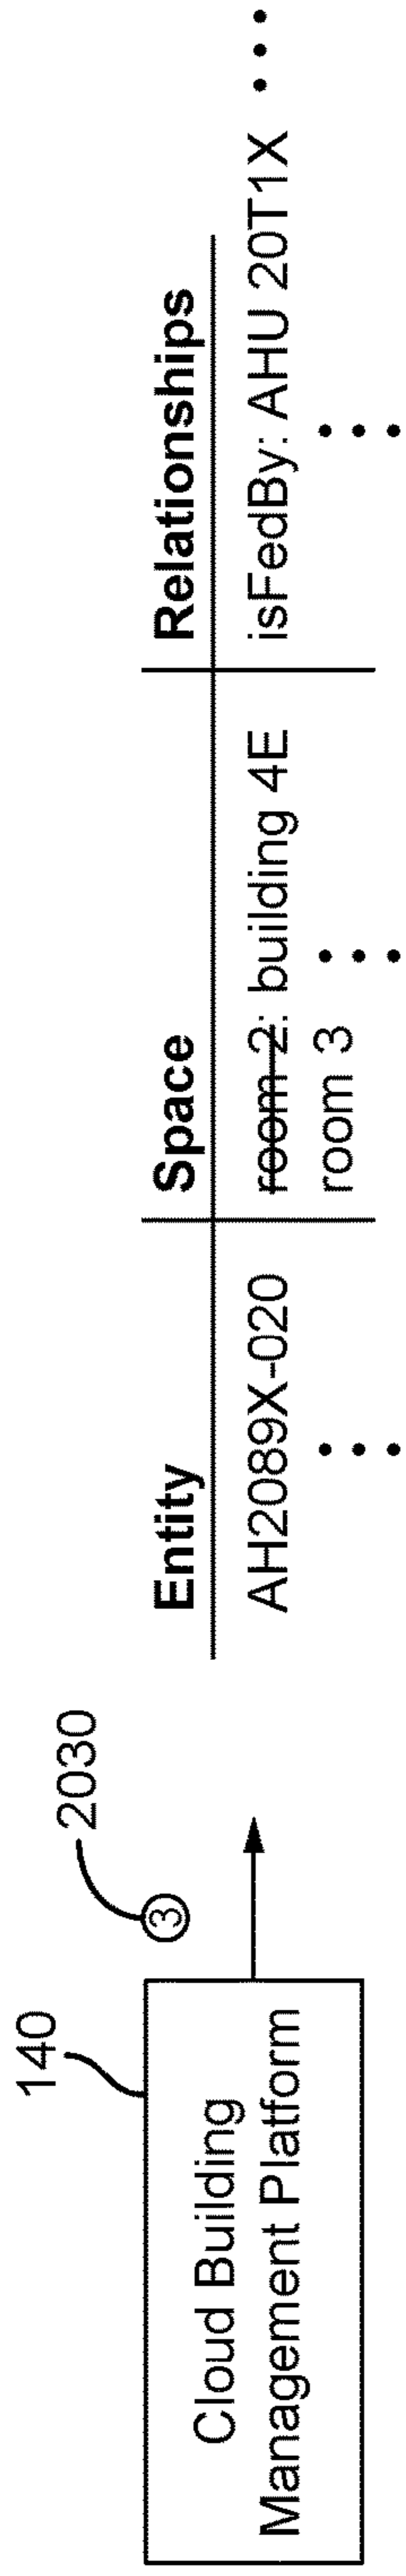 140
2030
③
Cloud Building
Management Platform
Entity
Space
Relationships
AH2089X-020
room 2: building 4E
isFedBy: AHU 20T1X
room 3